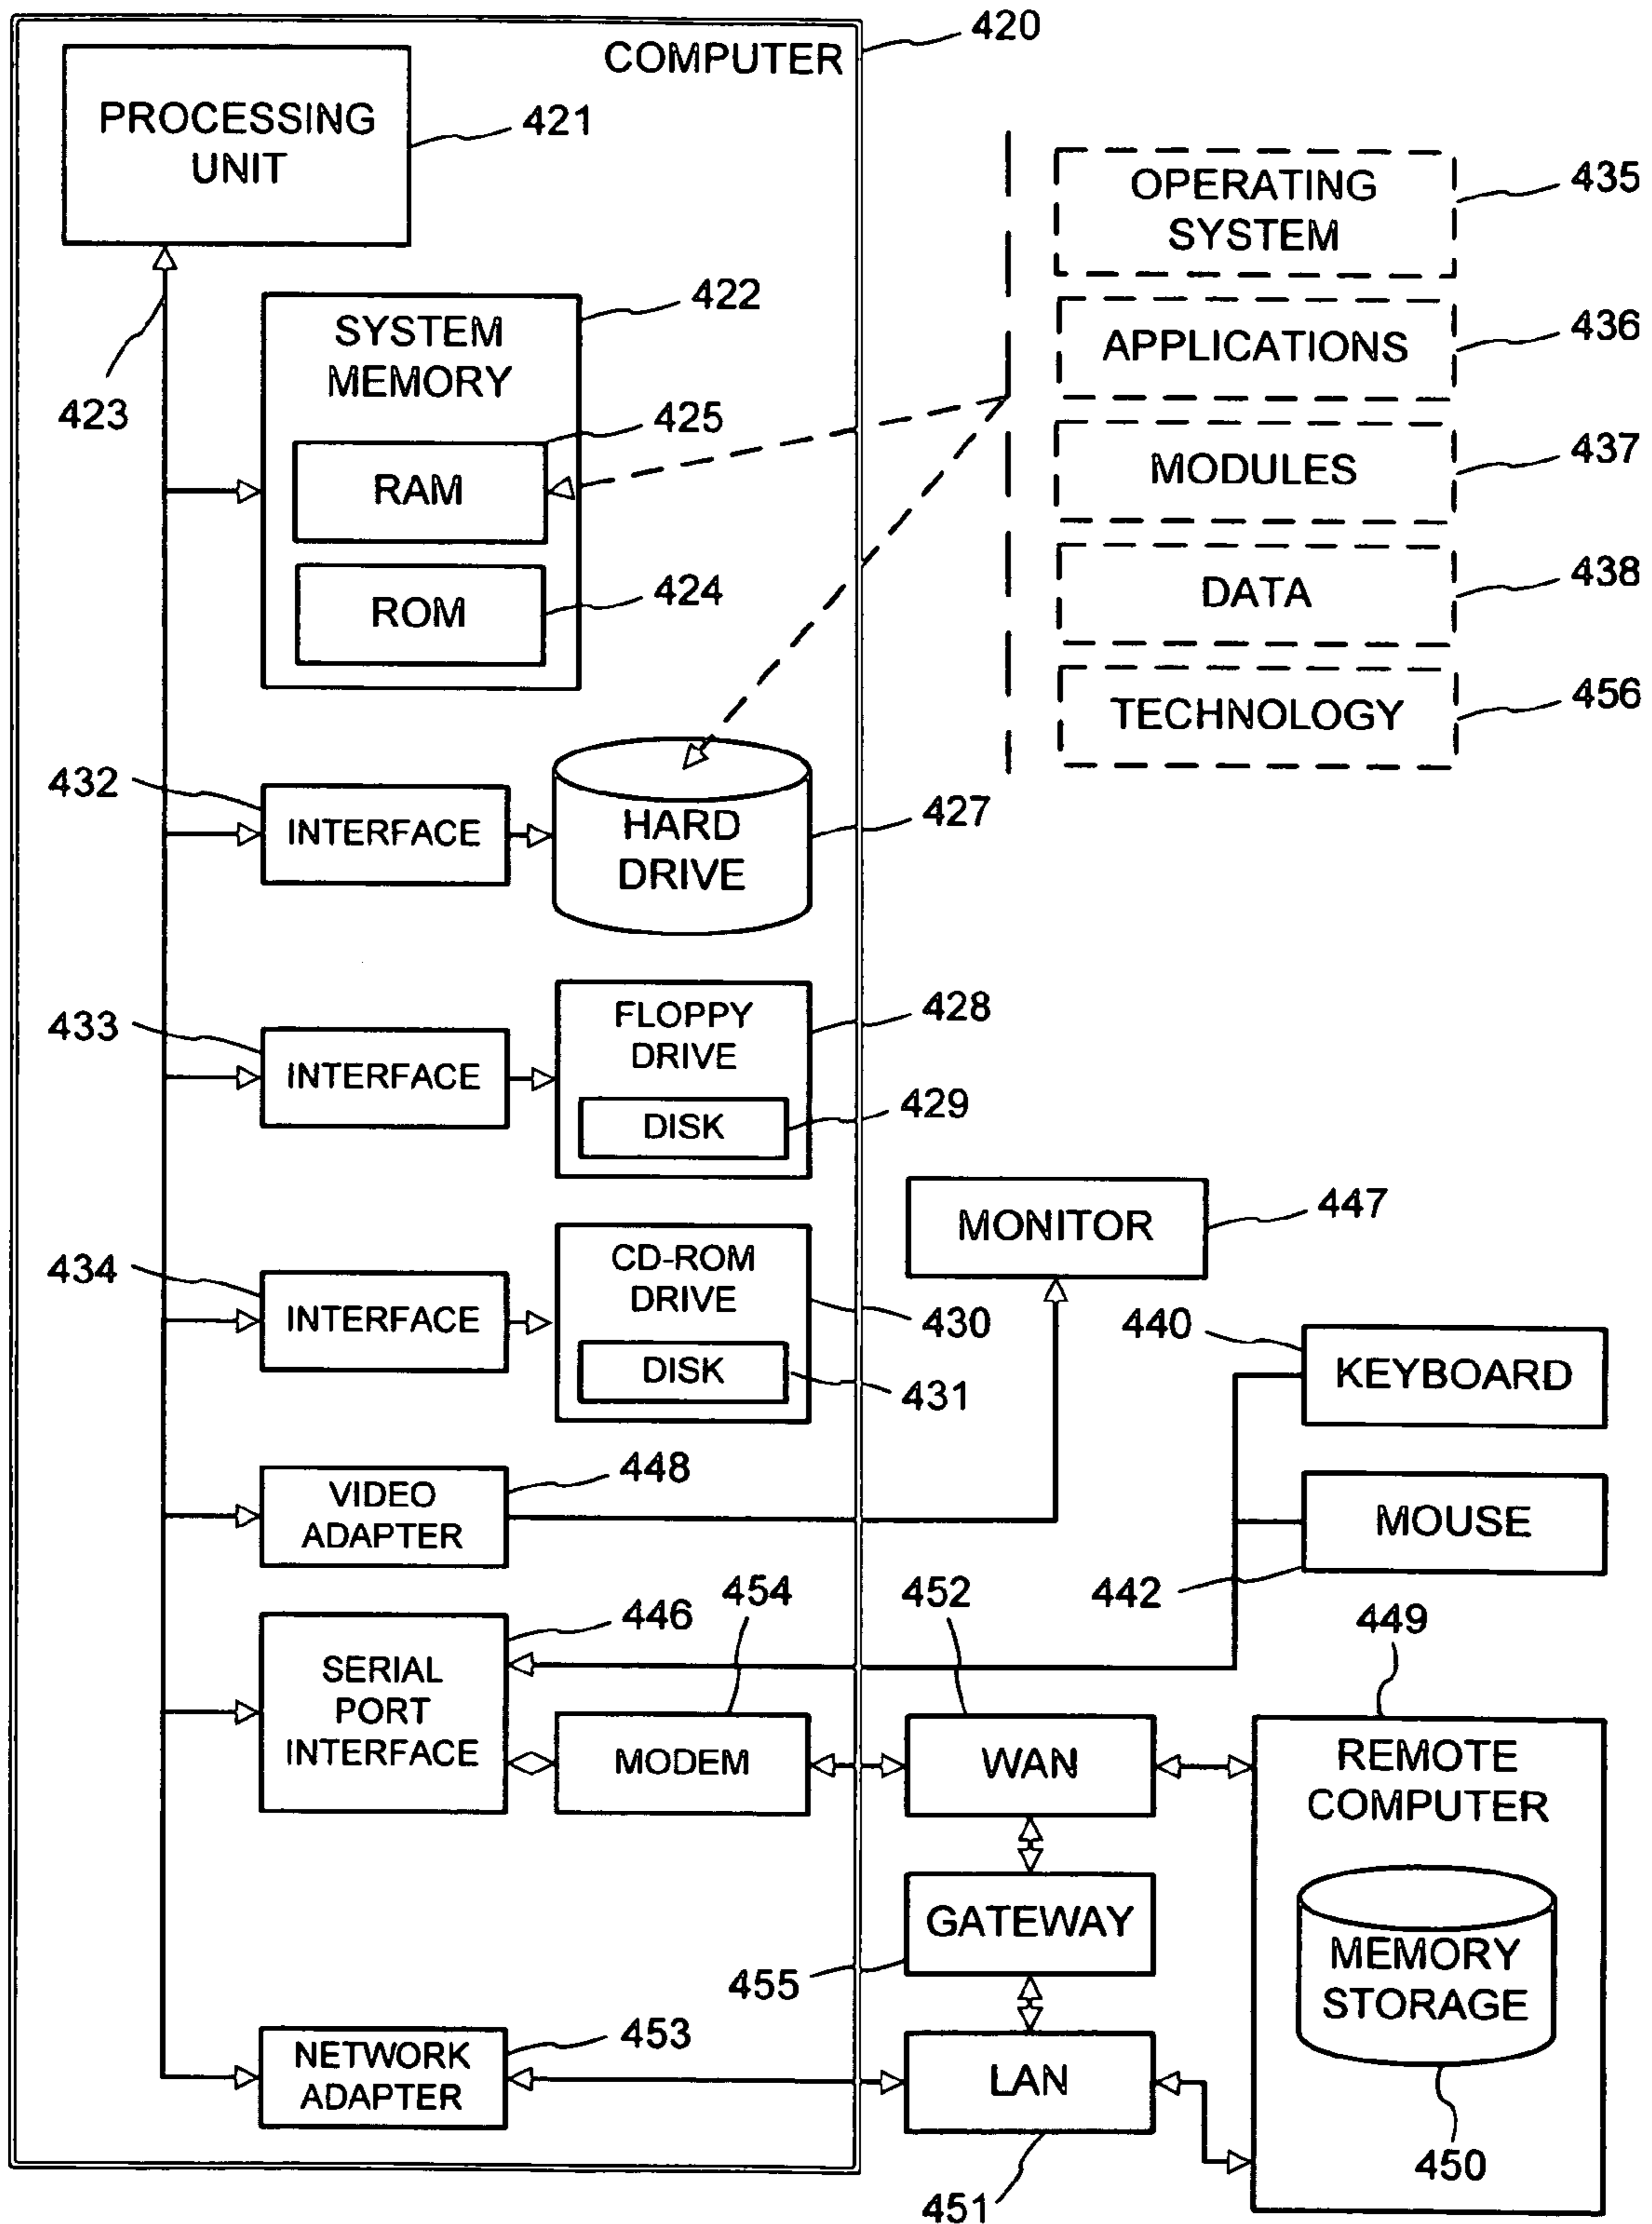 COMPUTER
420
PROCESSING
UNIT
421
423
SYSTEM
MEMORY
422
RAM
425
ROM
424
OPERATING
SYSTEM
435
APPLICATIONS
436
MODULES
437
DATA
438
TECHNOLOGY
456
432
INTERFACE
HARD
DRIVE
427
433
INTERFACE
FLOPPY
DRIVE
428
DISK
429
434
INTERFACE
CD-ROM
DRIVE
430
DISK
431
MONITOR
447
440
KEYBOARD
MOUSE
442
VIDEO
ADAPTER
448
SERIAL
PORT
INTERFACE
446
454
MODEM
452
WAN
449
REMOTE
COMPUTER
GATEWAY
455
MEMORY
STORAGE
450
NETWORK
ADAPTER
453
LAN
451